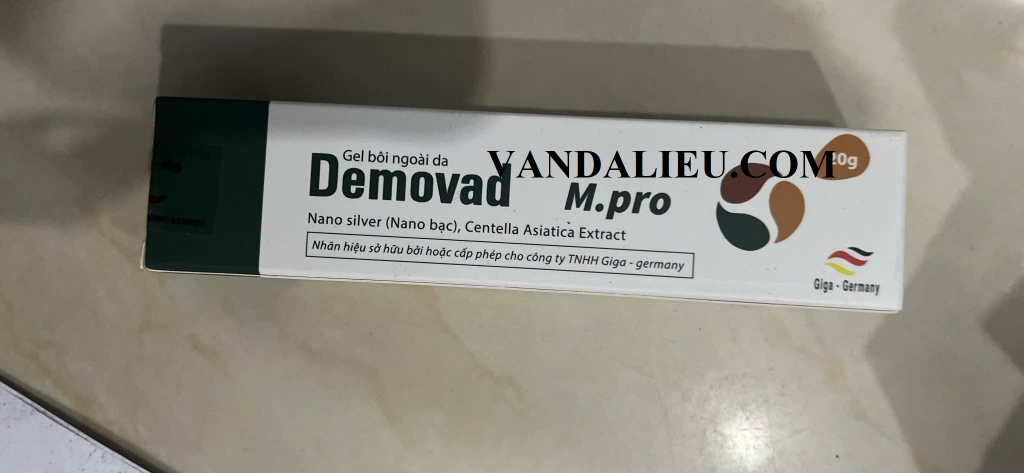 Gel bôi ngoài da
VANDALIEU.COM
20g
Demovad M.pro
Nano silver (Nano bạc), Centella Asiatica Extract
Nhãn hiệu sở hữu bởi hoặc cấp phép cho công ty TNHH Giga - germany
Giga - Germany